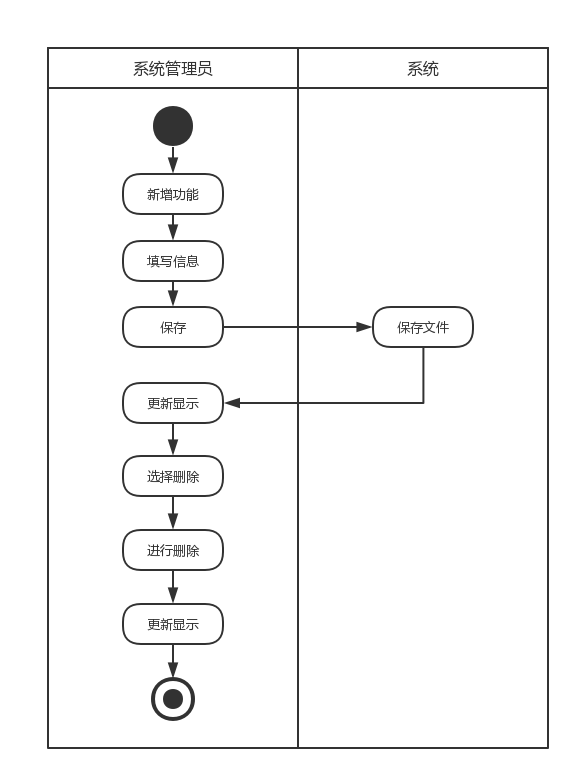 系统管理员
系统
新增功能
填写信息
保存
保存文件
更新显示
选择删除
进行删除
更新显示